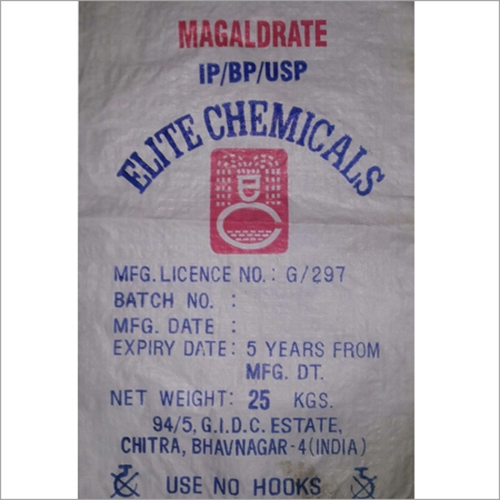 MAGALDRATE
IP/BP/USP
ELITE CHEMICALS
MFG. LICENCE NO.: G/297
BATCH NO. :
MFG. DATE :
EXPIRY DATE: 5 YEARS FROM
MFG. DT.
NET WEIGHT: 25 KGS.
94/5, G.I.D.C. ESTATE,
CHITRA, BHAVNAGAR-4(INDIA)
USE NO HOOKS